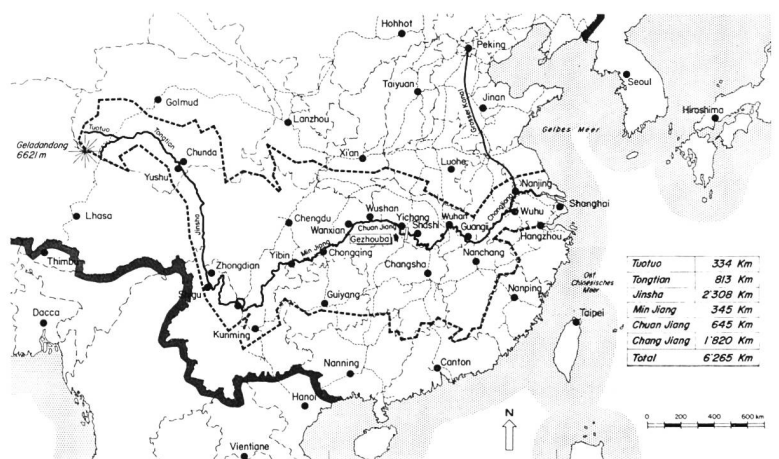 Hohhot
Peking
Seoul
Taiyuan
Jinan
Golmud
Lanzhou
Grosser Kanal
Hiroshima
Gelbes Meer
Tuotuo
Tongtian
Geladandong
6621 m
Chunda
Yushu
Xi'an
Luohe
Nanjing
Changkiang
Shanghai
Lhasa
Jinsha
Chengdu
Wushan
Wanxian
Yichang
Wuhan
Wuhu
Chuan Jiang
Shashi
Guangji
Hangzhou
Gezhouba
Thimbu
Zhongdian
Yibin
Min Jiang
Chongqing
Nanchang
Changsha
Shigu
Ost
Chinesisches
Meer
Guiyang
Nanping
Dacca
Kunming
Taipei
Nanning
Canton
Hanoi
Vientiane
N
Tuotuo 334 Km
Tongtian 813 Km
Jinsha 2'308 Km
Min Jiang 345 Km
Chuan Jiang 645 Km
Chang Jiang 1'820 Km
Total 6'265 Km
0 200 400 600 800 km